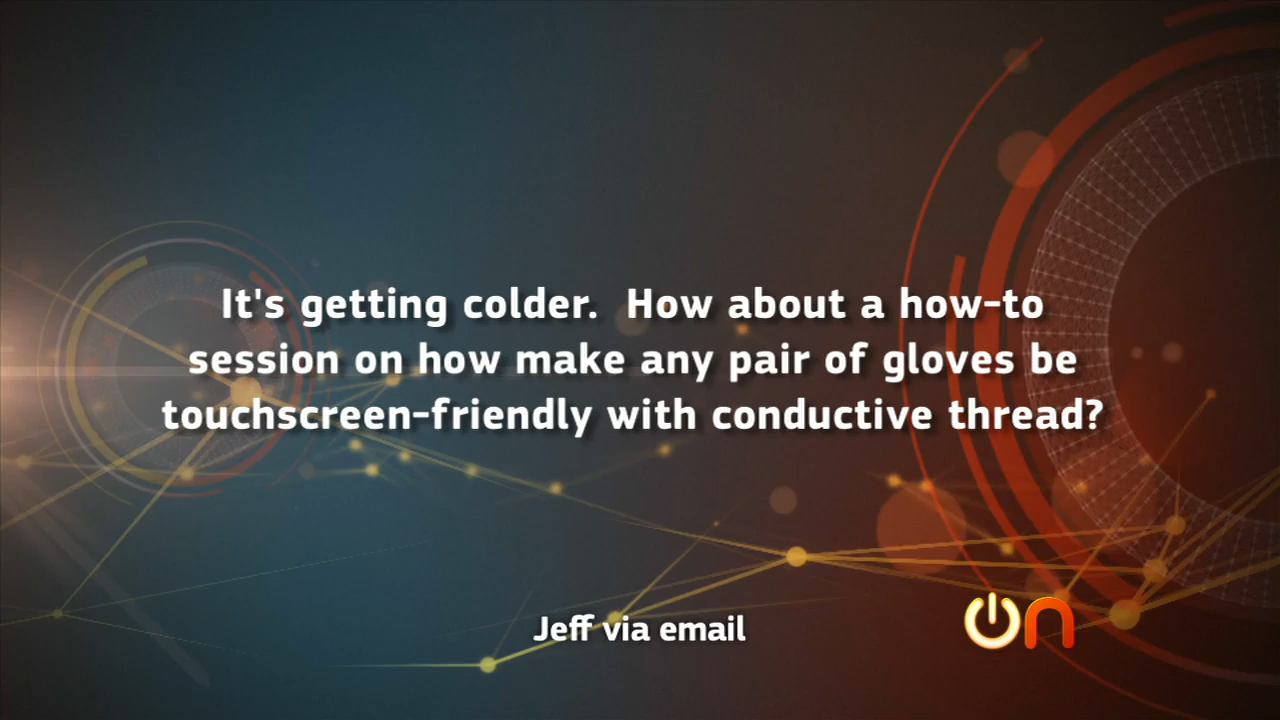 It's getting colder.  How about a how-to
session on how make any pair of gloves be
touchscreen-friendly with conductive thread?
Jeff via email
on